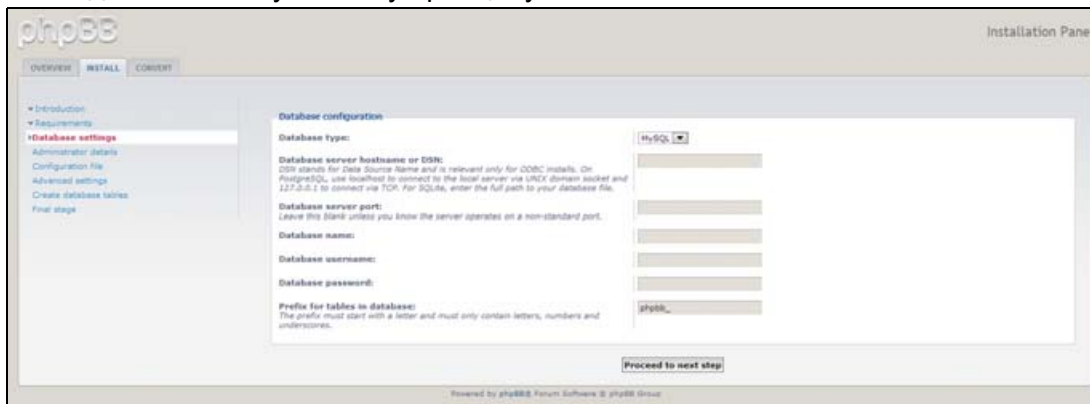 phpBB
Installation Pane
OVERVIEW INSTALL CONVERT
Introduction
Requirements
Database settings
Administrator details
Configuration file
Advanced settings
Create database tables
Final stage
Database configuration
Database type:
MySQL
Database server hostname or DSN:
DSN stands for Data Source Name and is relevant only for ODBC installs. On
PostgreSQL, use localhost to connect to the local server via UNIX domain socket and
127.0.0.1 to connect via TCP. For SQLite, enter the full path to your database file.
Database server port:
Leave this blank unless you know the server operates on a non-standard port.
Database name:
Database username:
Database password:
Prefix for tables in database:
phpbb_
The prefix must start with a letter and must only contain letters, numbers and
underscores.
Proceed to next step
Powered by phpBB® Forum Software © phpBB Group